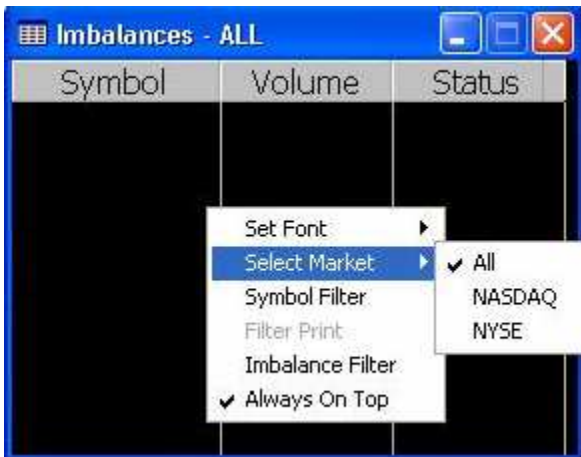 Imbalances - ALL
Symbol Volume Status
Set Font
Select Market
All
Symbol Filter
NASDAQ
Filter Print
NYSE
Imbalance Filter
Always On Top